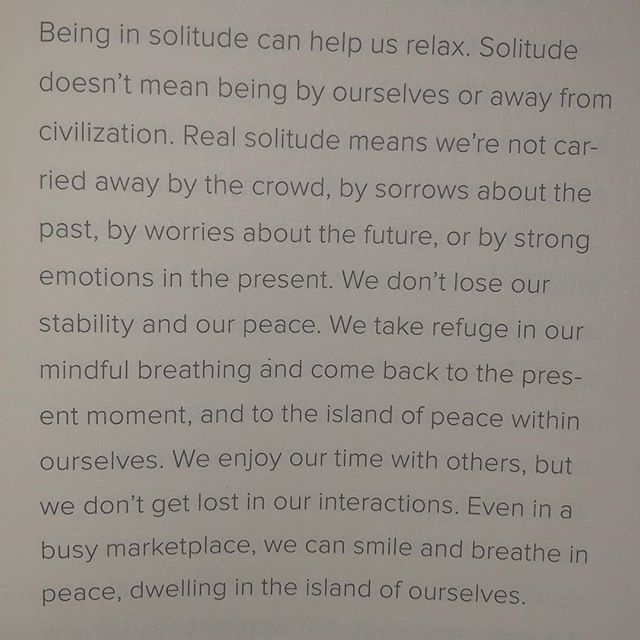 Being in solitude can help us relax. Solitude
doesn't mean being by ourselves or away from
civilization. Real solitude means we're not car-
ried away by the crowd, by sorrows about the
past, by worries about the future, or by strong
emotions in the present. We don't lose our
stability and our peace. We take refuge in our
mindful breathing and come back to the pres-
ent moment, and to the island of peace within
ourselves. We enjoy our time with others, but
we don't get lost in our interactions. Even in a
busy marketplace, we can smile and breathe in
peace, dwelling in the island of ourselves.